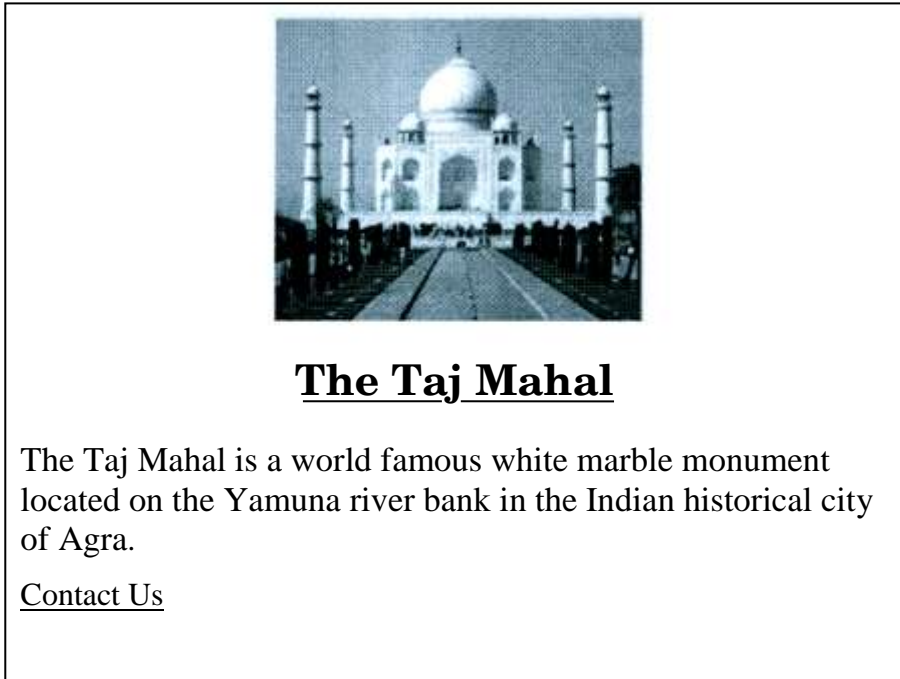 The Taj Mahal
The Taj Mahal is a world famous white marble monument
located on the Yamuna river bank in the Indian historical city
of Agra.
Contact Us